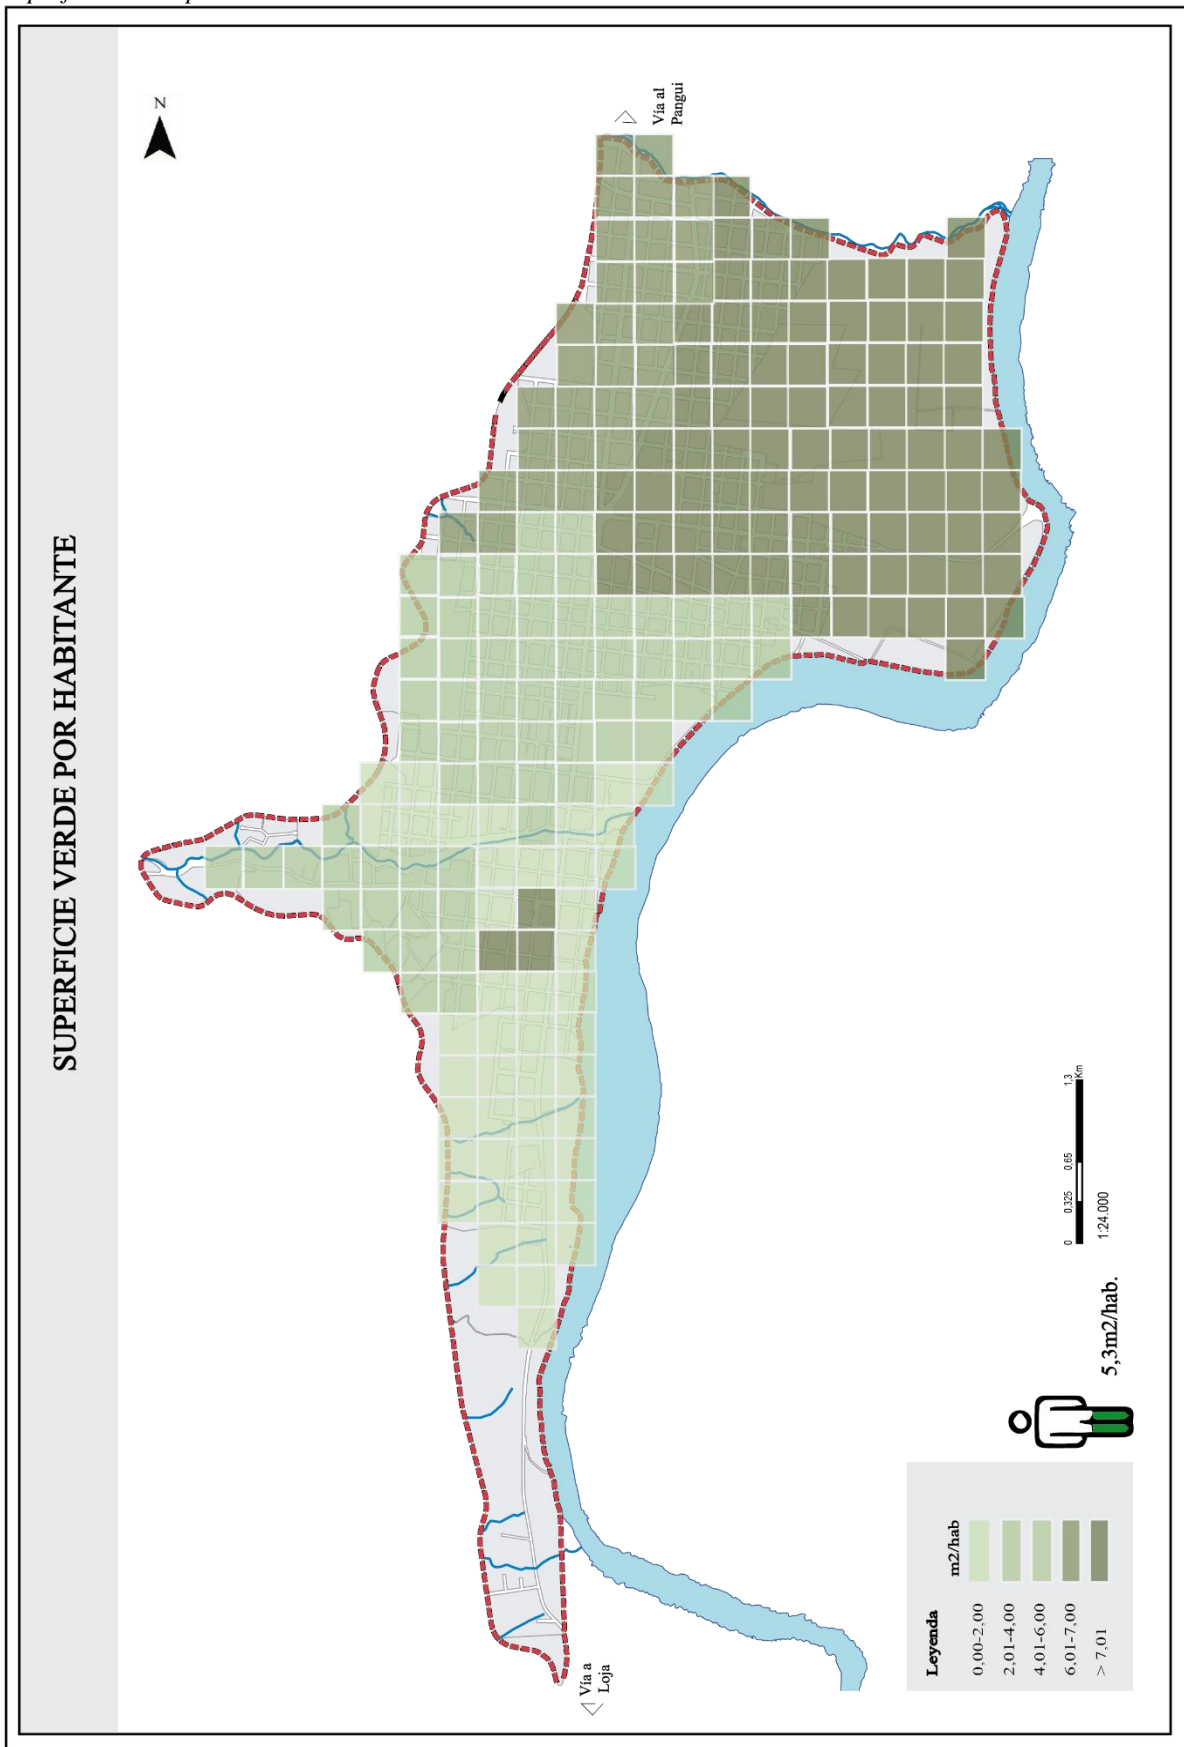 SUPERFICIE VERDE POR HABITANTE
N
Vía al
Pangui
Vía a
Loja
0 0.325 0.65 1.3
Km
1:24.000
5,3m2/hab.
Leyenda
m2/hab
0,00-2,00
2,01-4,00
4,01-6,00
6,01-7,00
> 7,01